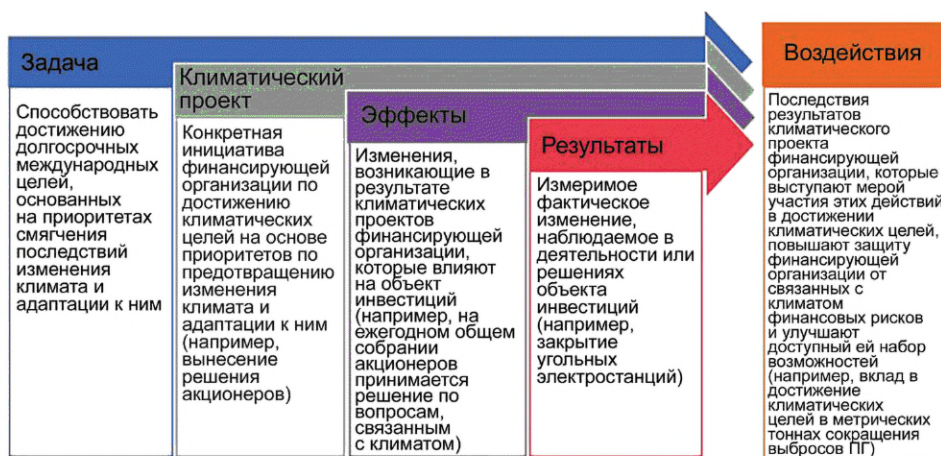 Задача
Способствовать
достижению
долгосрочных
международных
целей,
основанных
на приоритетах
смягчения
последствий
изменения
климата и
адаптации к ним
Климатический
проект
Конкретная
инициатива
финансирующей
организации по
достижению
климатических
целей на основе
приоритетов по
предотвращению
изменения
климата и
адаптации к ним
(например,
вынесение
решения
акционеров)
Эффекты
Изменения,
возникающие в
результате
климатических
проектов
финансирующей
организации,
которые влияют
на объект
инвестиций
(например, на
ежегодном общем
собрании
акционеров
принимается
решение по
вопросам,
связанным
с климатом)
Результаты
Измеримое
фактическое
изменение,
наблюдаемое в
деятельности или
решениях
объекта
инвестиций
(например,
закрытие
угольных
электростанций)
Воздействия
Последствия
результатов
климатического
проекта
финансирующей
организации, которые
выступают мерой
участия этих действий
в достижении
климатических целей,
повышают защиту
финансирующей
организации от
связанных с
климатом
финансовых рисков
и улучшают
доступный ей набор
возможностей
(например, вклад в
достижение
климатических
целей в метрических
тоннах сокращения
выбросов ПГ)